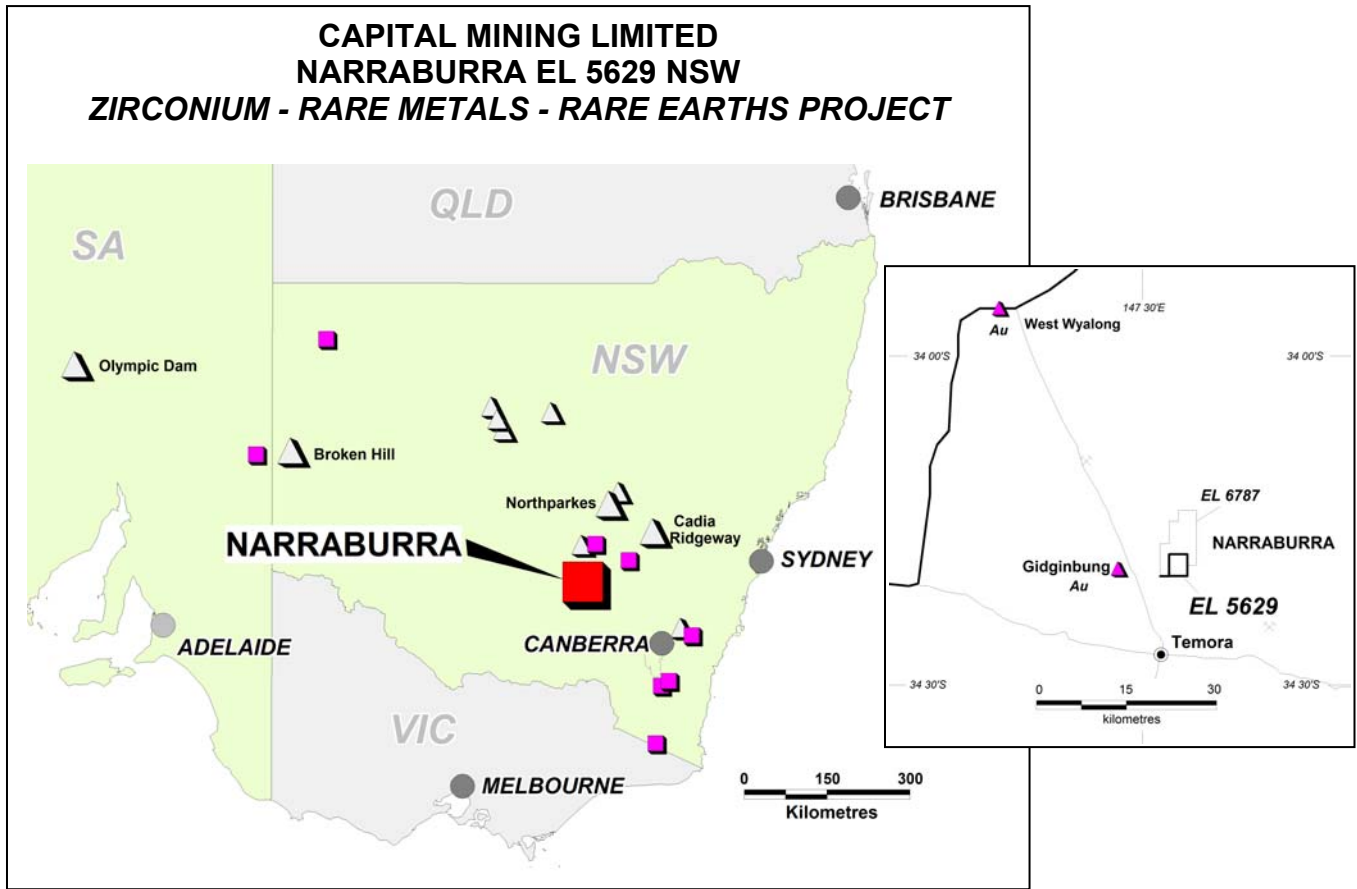 CAPITAL MINING LIMITED
NARRABURRA EL 5629 NSW
ZIRCONIUM - RARE METALS - RARE EARTHS PROJECT
QLD
BRISBANE
SA
NSW
Olympic Dam
Broken Hill
Northparkes
Cadia
Ridgeway
NARRABURRA
SYDNEY
ADELAIDE
CANBERRA
VIC
MELBOURNE
0 150 300
Kilometres
147 30'E
West Wyalong
Au
34 00'S
34 00'S
EL 6787
NARRABURRA
Gidginbung
Au
EL 5629
Temora
34 30'S
34 30'S
0 15 30
kilometres